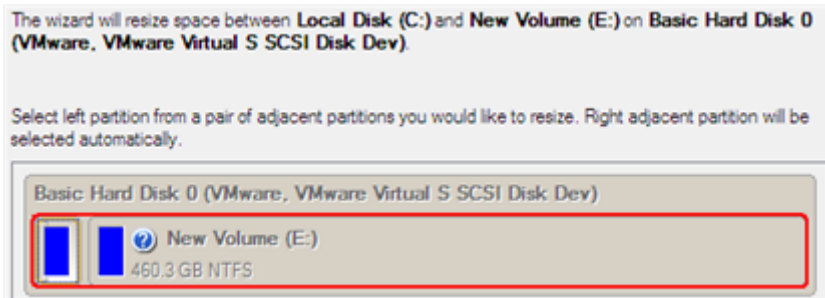 The wizard will resize space between Local Disk (C:) and New Volume (E:) on Basic Hard Disk 0
(VMware, VMware Virtual S SCSI Disk Dev).
Select left partition from a pair of adjacent partitions you would like to resize. Right adjacent partition will be
selected automatically.
Basic Hard Disk 0 (VMware, VMware Virtual S SCSI Disk Dev)
? New Volume (E:)
460.3 GB NTFS